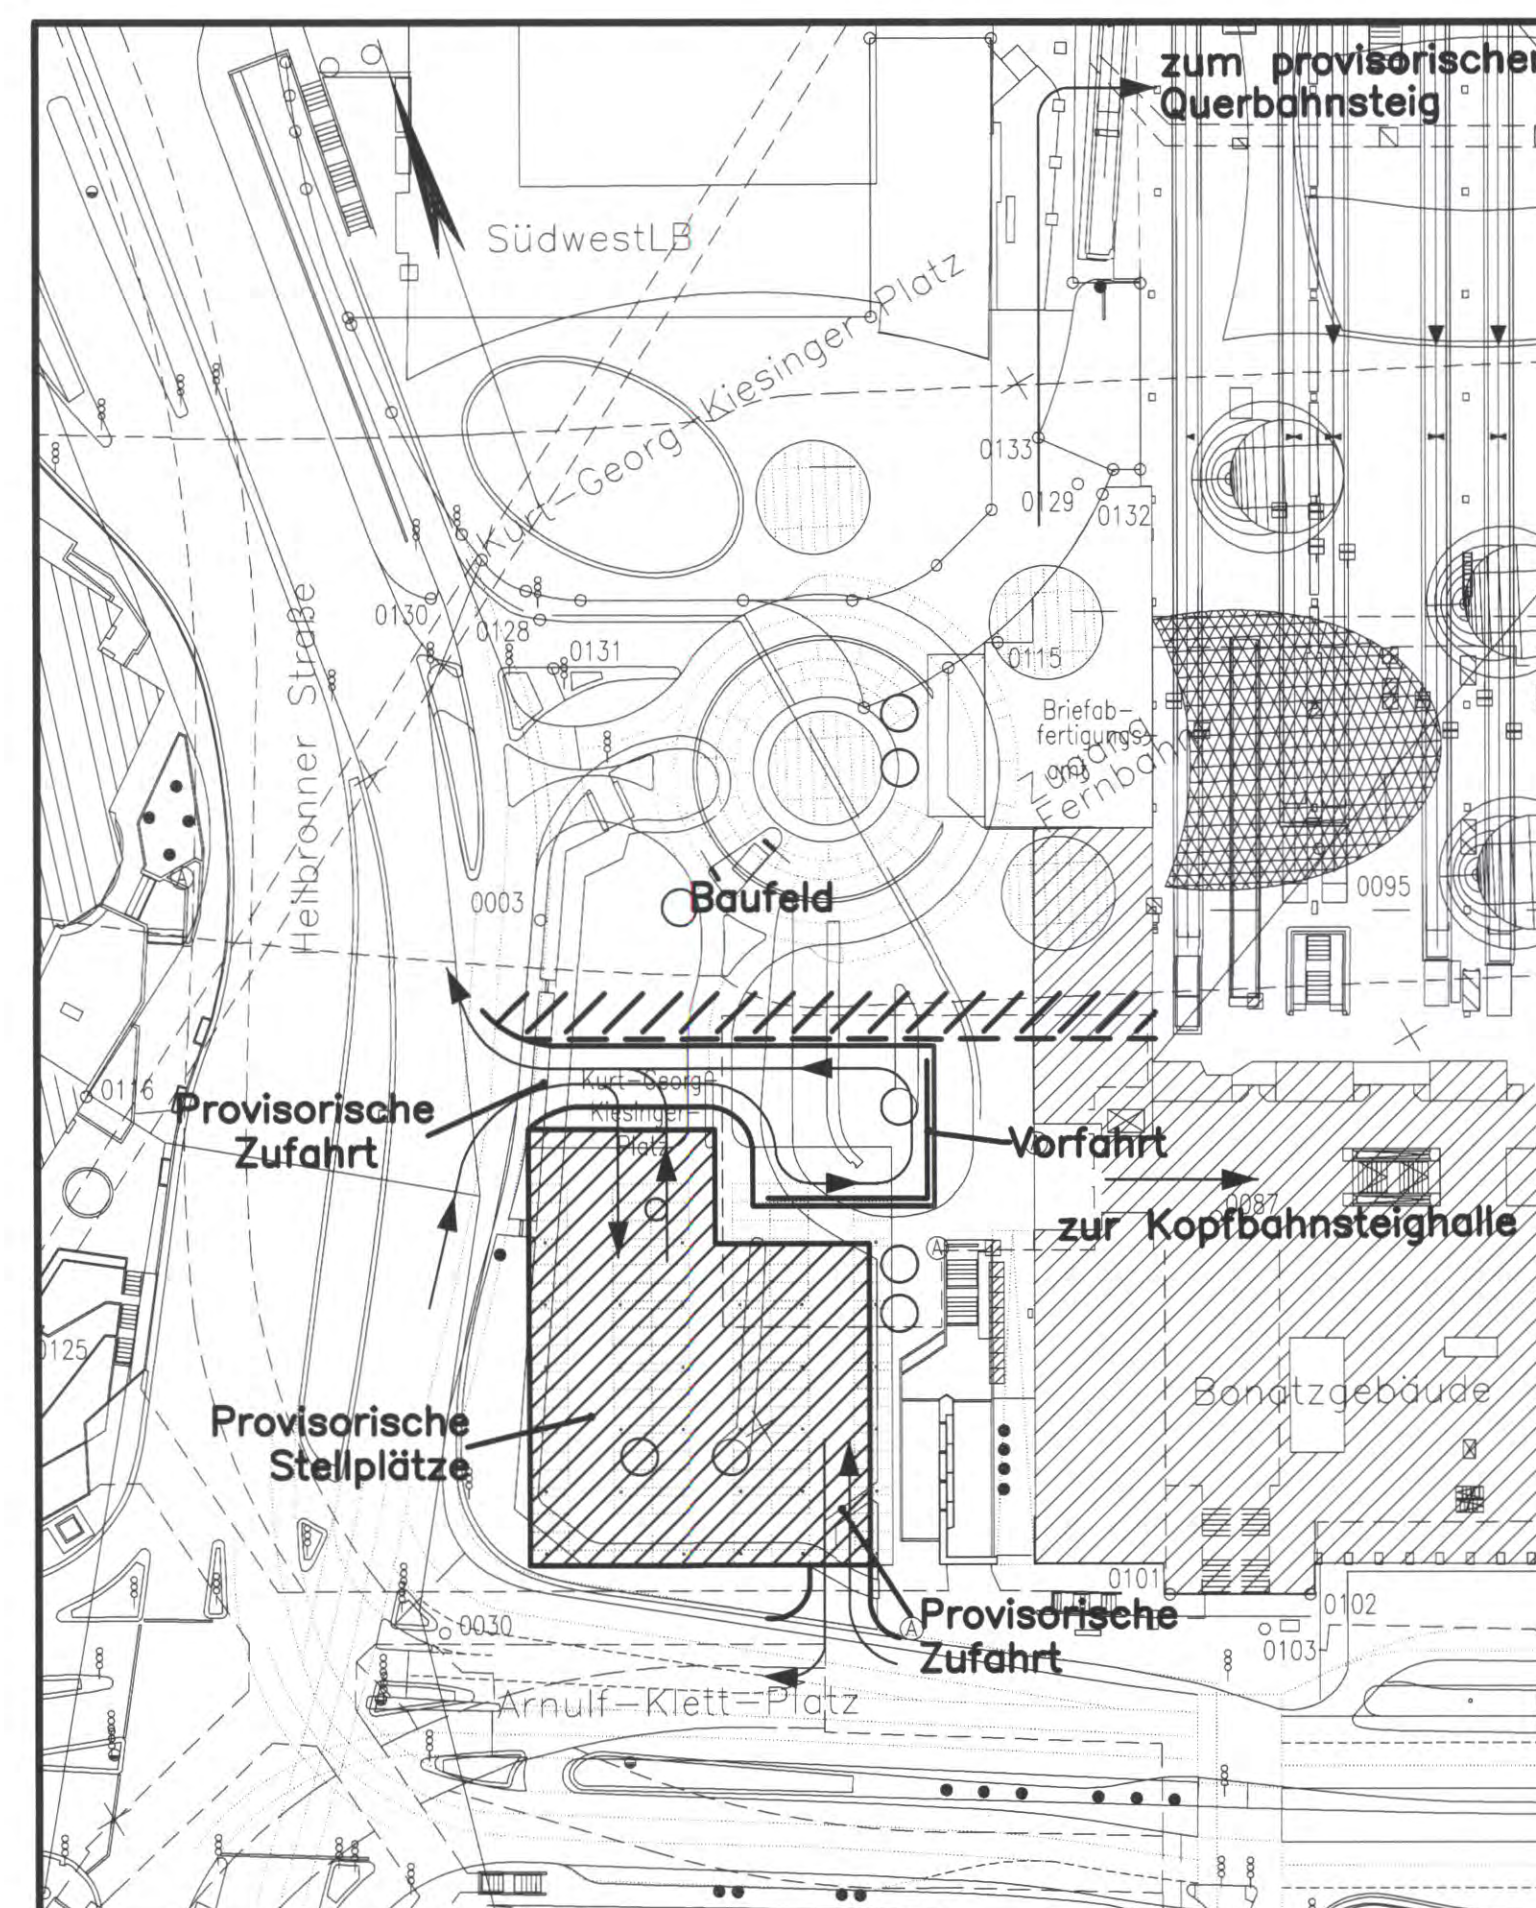 zum provisorischen
Querbahnsteig
SüdwestLB
Kurt-Georg-Kiesinger-Platz
0133
0129
0132
0130
0128
0131
0115
Heilbronner Straße
Briefab-
fertigungs-
amt
Zugang
Fernbahn
0003
Baufeld
0095
0116
Provisorische
Zufahrt
Kurt-Georg-
Kiesinger-
Platz
Vorfahrt
0087
zur Kopfbahnsteighalle
A
0125
Provisorische
Stellplätze
Bonatzgebäude
0101
0102
0103
0030
A
Provisorische
Zufahrt
Arnulf-Klett-Platz